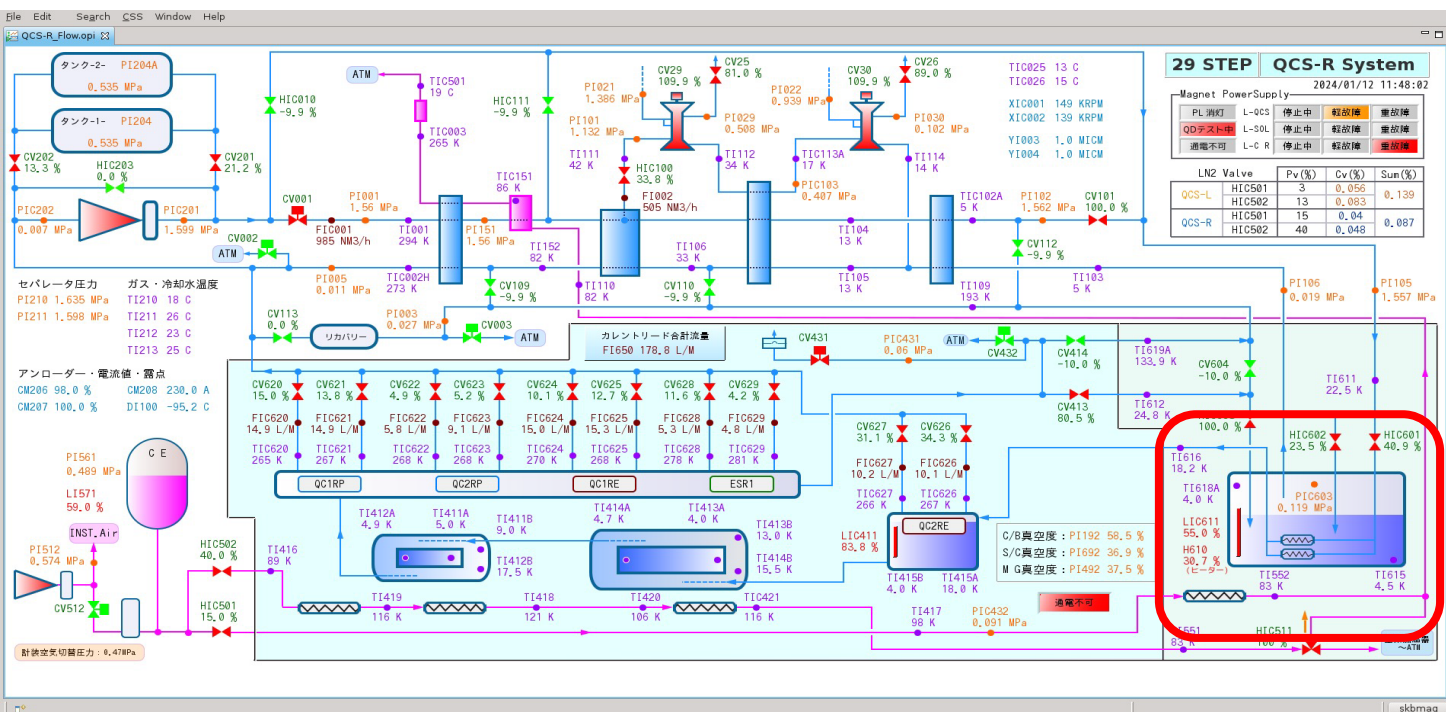 File Edit Search CSS Window Help
QCS-R_Flow.opi
タンク-2- PI204A
0.535 MPa
タンク-1- PI204
0.535 MPa
CV202
13.3 %
HIC203
0.0 %
CV201
21.2 %
PIC202
0.007 MPa
PIC201
1.599 MPa
HIC010
-9.9 %
ATM
TIC501
19 C
TIC003
265 K
HIC111
-9.9 %
CV001
PI001
1.56 MPa
FIC001
985 NM3/h
TI001
294 K
TIC151
86 K
PI151
1.56 MPa
TI152
82 K
CV002
ATM
PI005
0.011 MPa
TIC002H
273 K
CV109
-9.9 %
TI110
82 K
PI021
1.386 MPa
PI101
1.132 MPa
TI111
42 K
HIC100
33.8 %
FI002
505 NM3/h
CV29
109.9 %
CV25
81.0 %
PI029
0.508 MPa
TI112
34 K
TI106
33 K
CV110
-9.9 %
PI022
0.939 MPa
CV30
109.9 %
CV26
89.0 %
PI030
0.102 MPa
TIC113A
17 K
TI114
14 K
PIC103
0.407 MPa
TI104
13 K
TI105
13 K
TIC102A
5 K
PI102
1.562 MPa
CV101
100.0 %
CV112
-9.9 %
TI109
193 K
TI103
5 K
TIC025 13 C
TIC026 15 C
XIC001 149 KRPM
XIC002 139 KRPM
YI003 1.0 MICM
YI004 1.0 MICM
29 STEP QCS-R System
2024/01/12 11:48:02
Magnet PowerSupply
PL 消灯 L-QCS 停止中 軽故障 重故障
QDテスト中 L-SOL 停止中 軽故障 重故障
通電不可 L-C R 停止中 軽故障 重故障
LN2 Valve Pv(%) Cv(%) Sum(%)
QCS-L HIC501 3 0.056 0.139
HIC502 13 0.083
QCS-R HIC501 15 0.04 0.087
HIC502 40 0.048
PI106
0.019 MPa
PI105
1.557 MPa
セパレータ圧力 ガス・冷却水温度
PI210 1.635 MPa TI210 18 C
PI211 1.598 MPa TI211 26 C
TI212 23 C
TI213 25 C
CV113
0.0 %
リカバリー
PI003
0.027 MPa
CV003
ATM
アンローダー・電流値・露点
CM206 98.0 % CM208 230.0 A
CM207 100.0 % DI100 -95.2 C
カレントリード合計流量
FI650 178.8 L/M
CV431
PIC431
0.06 MPa
ATM
CV432
CV414
-10.0 %
TI619A
133.9 K
CV413
80.5 %
TI612
24.8 K
CV604
-10.0 %
TI611
22.5 K
CV620 CV621 CV622 CV623 CV624 CV625 CV628 CV629
15.0 % 13.8 % 4.9 % 5.2 % 10.1 % 12.7 % 11.6 % 4.2 %
FIC620 FIC621 FIC622 FIC623 FIC624 FIC625 FIC628 FIC629
14.9 L/M 14.9 L/M 5.8 L/M 9.1 L/M 15.0 L/M 15.3 L/M 5.3 L/M 4.8 L/M
TIC620 TIC621 TIC622 TIC623 TIC624 TIC625 TIC628 TIC629
265 K 267 K 268 K 268 K 270 K 268 K 278 K 281 K
QC1RP QC2RP QC1RE ESR1
CV627 CV626
31.1 % 34.3 %
FIC627 FIC626
10.2 L/M 10.1 L/M
TIC627 TIC626
266 K 267 K
QC2RE
LIC411
83.8 %
TI415B TI415A
4.0 K 18.0 K
TI412A
4.9 K
TI411A
5.0 K
TI411B
9.0 K
TI412B
17.5 K
TI414A
4.7 K
TI413A
4.0 K
TI413B
13.0 K
TI414B
15.5 K
C/B真空度：PI192 58.5 %
S/C真空度：PI692 36.9 %
M G真空度：PI492 37.5 %
通電不可
100.0 %
TI616
18.2 K
HIC602
23.5 %
HIC601
40.9 %
TI618A
4.0 K
PIC603
0.119 MPa
LIC611
55.0 %
H610
30.7 %
(ヒーター)
TI552
83 K
TI615
4.5 K
PI561
0.489 MPa
LI571
59.0 %
C E
INST.Air
PI512
0.574 MPa
CV512
HIC502
40.0 %
HIC501
15.0 %
TI416
89 K
TI419
116 K
TI418
121 K
TI420
106 K
TIC421
116 K
TI417
98 K
PIC432
0.091 MPa
TI551
83 K
HIC511
100 %
～ATM
計装空気切替圧力：0.47MPa
skbmag